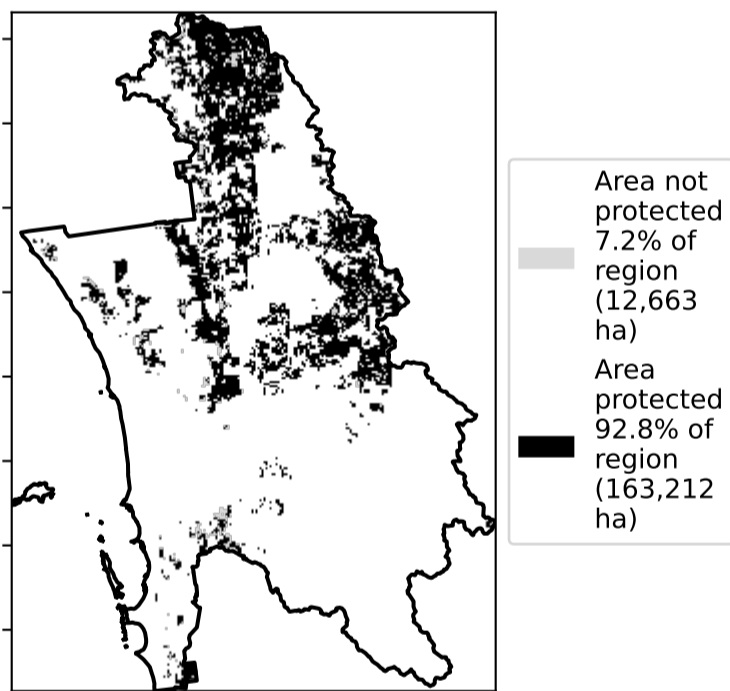 Area not
protected
7.2% of
region
(12,663
ha)
Area
protected
92.8% of
region
(163,212
ha)